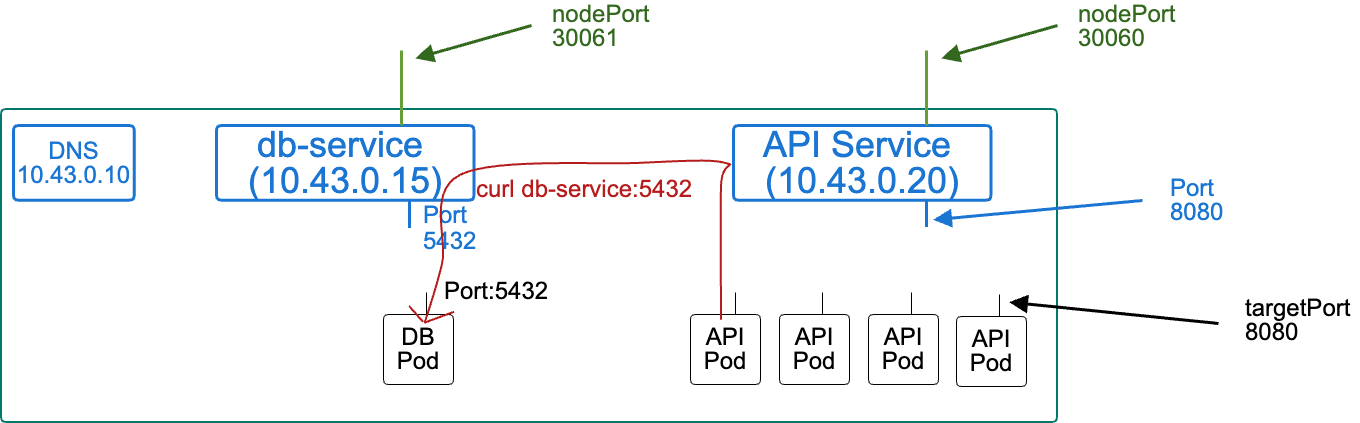 nodePort
30061
nodePort
30060
DNS
10.43.0.10
db-service
(10.43.0.15)
API Service
(10.43.0.20)
curl db-service:5432
Port
5432
Port
8080
Port:5432
targetPort
8080
DB
Pod
API
Pod
API
Pod
API
Pod
API
Pod